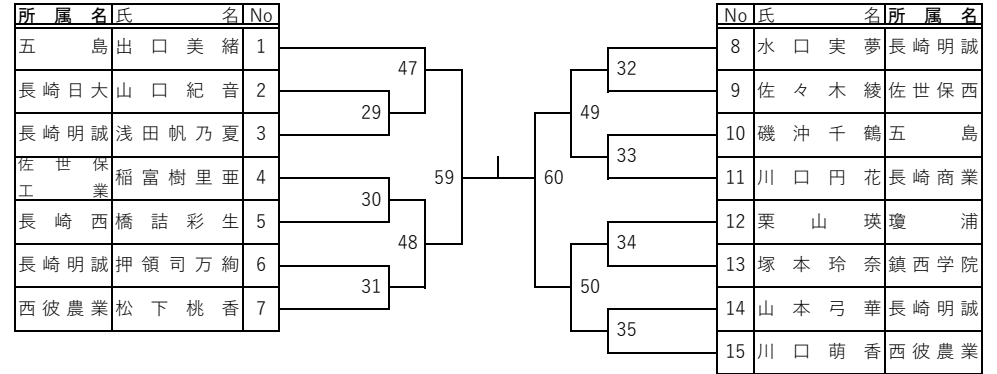 所属名 氏名 No
五島 出口美緒 1
長崎日大 山口紀音 2
長崎明誠 浅田帆乃夏 3
佐世保
工業 稲富樹里亜 4
長崎西 橋詰彩生 5
長崎明誠 押領司万絢 6
西彼農業 松下桃香 7
47
29
59
30
48
31
32
49
33
60
34
50
35
No 氏名 所属名
8 水口実夢 長崎明誠
9 佐々木綾 佐世保西
10 磯沖千鶴 五島
11 川口円花 長崎商業
12 栗山瑛 瓊浦
13 塚本玲奈 鎮西学院
14 山本弓華 長崎明誠
15 川口萌香 西彼農業